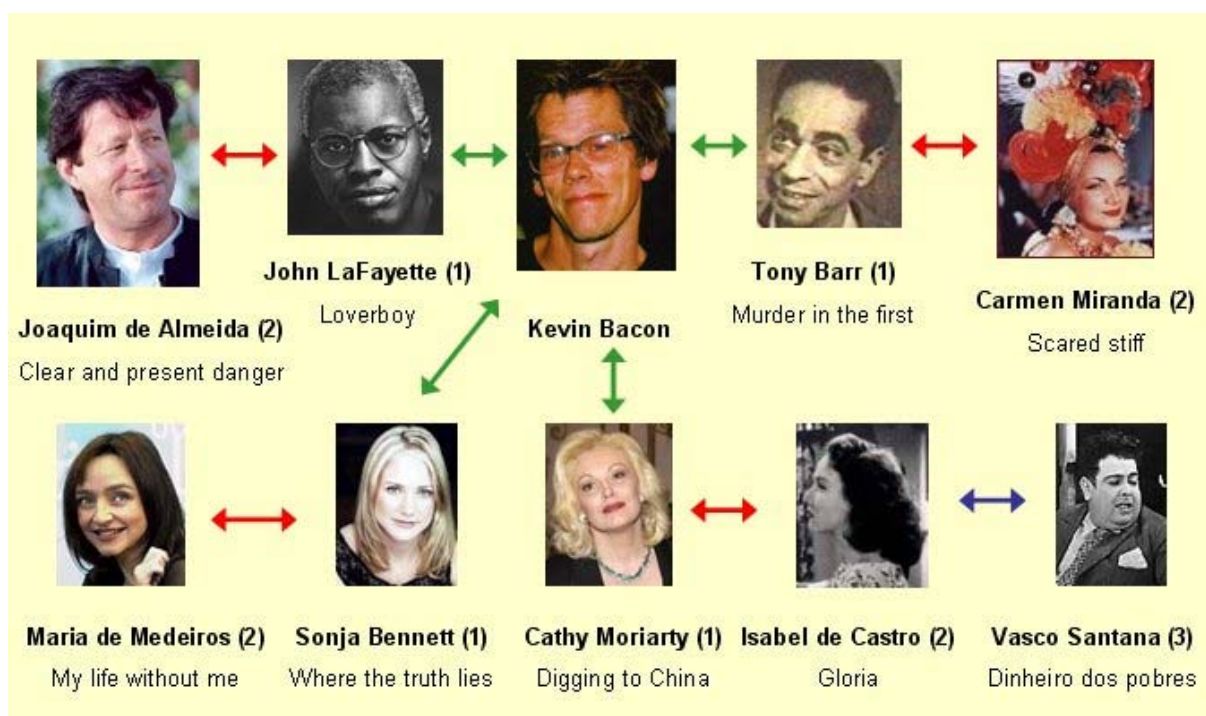 Joaquim de Almeida (2)
Clear and present danger
John LaFayette (1)
Loverboy
Kevin Bacon
Tony Barr (1)
Murder in the first
Carmen Miranda (2)
Scared stiff
Maria de Medeiros (2)
My life without me
Sonja Bennett (1)
Where the truth lies
Cathy Moriarty (1)
Digging to China
Isabel de Castro (2)
Gloria
Vasco Santana (3)
Dinheiro dos pobres